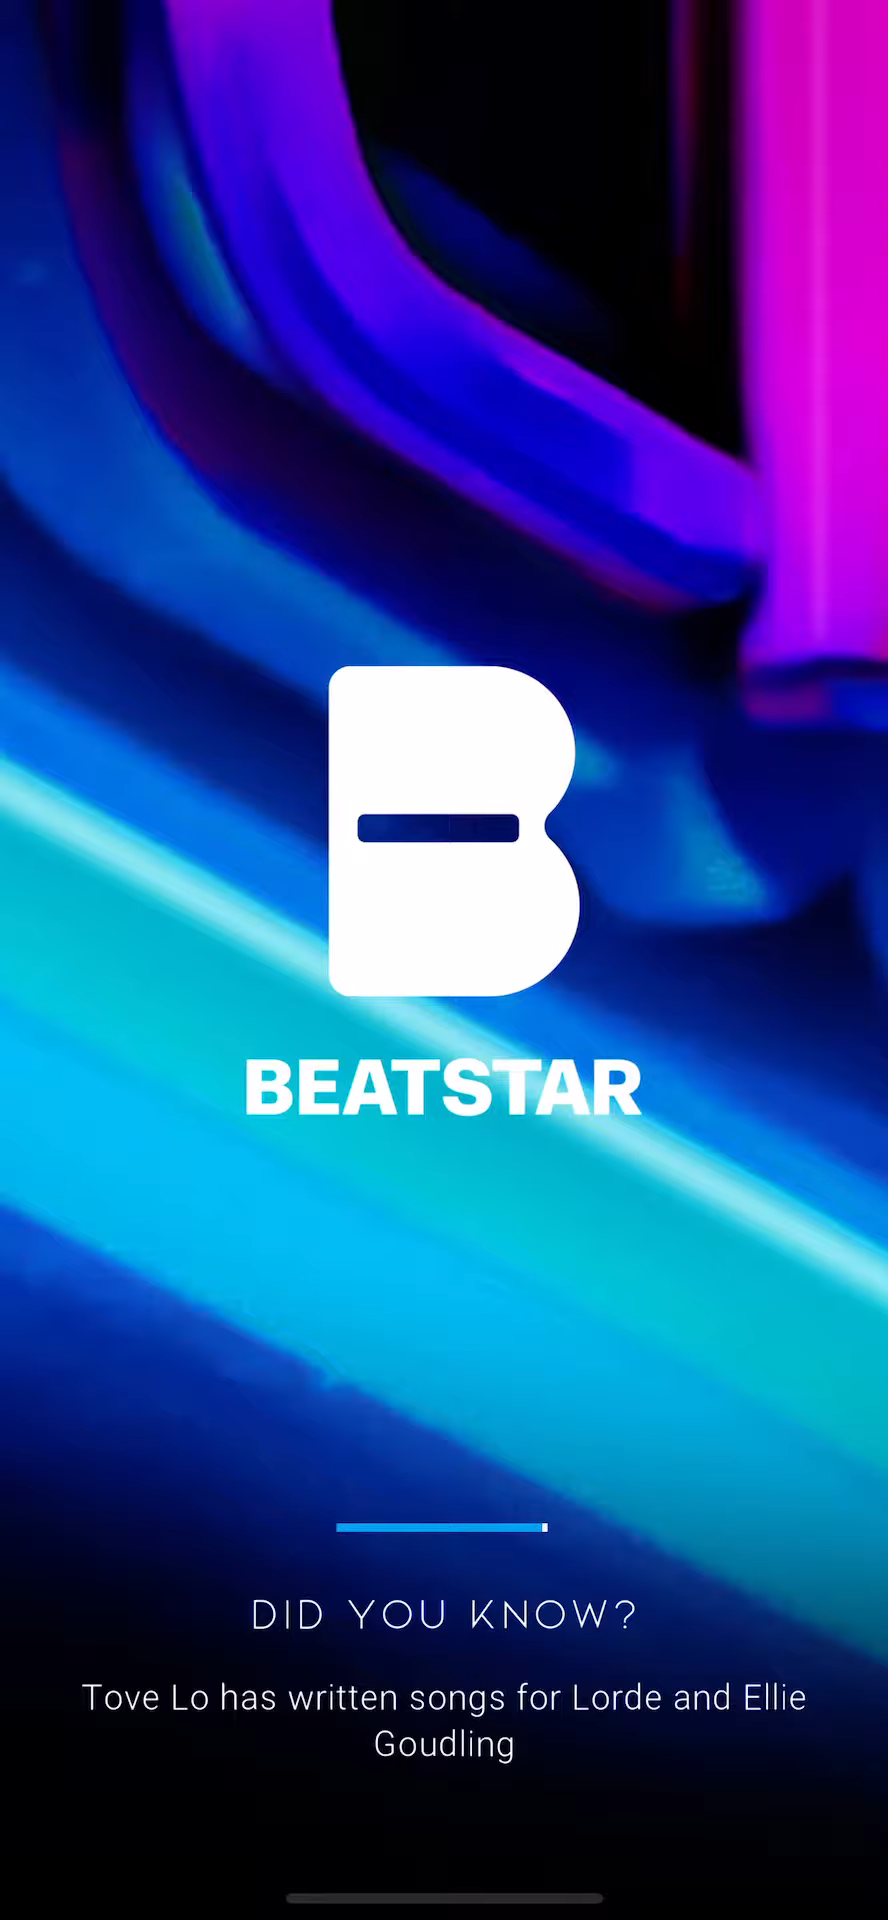 B
BEATSTAR
DID YOU KNOW?
Tove Lo has written songs for Lorde and Ellie
Goudling